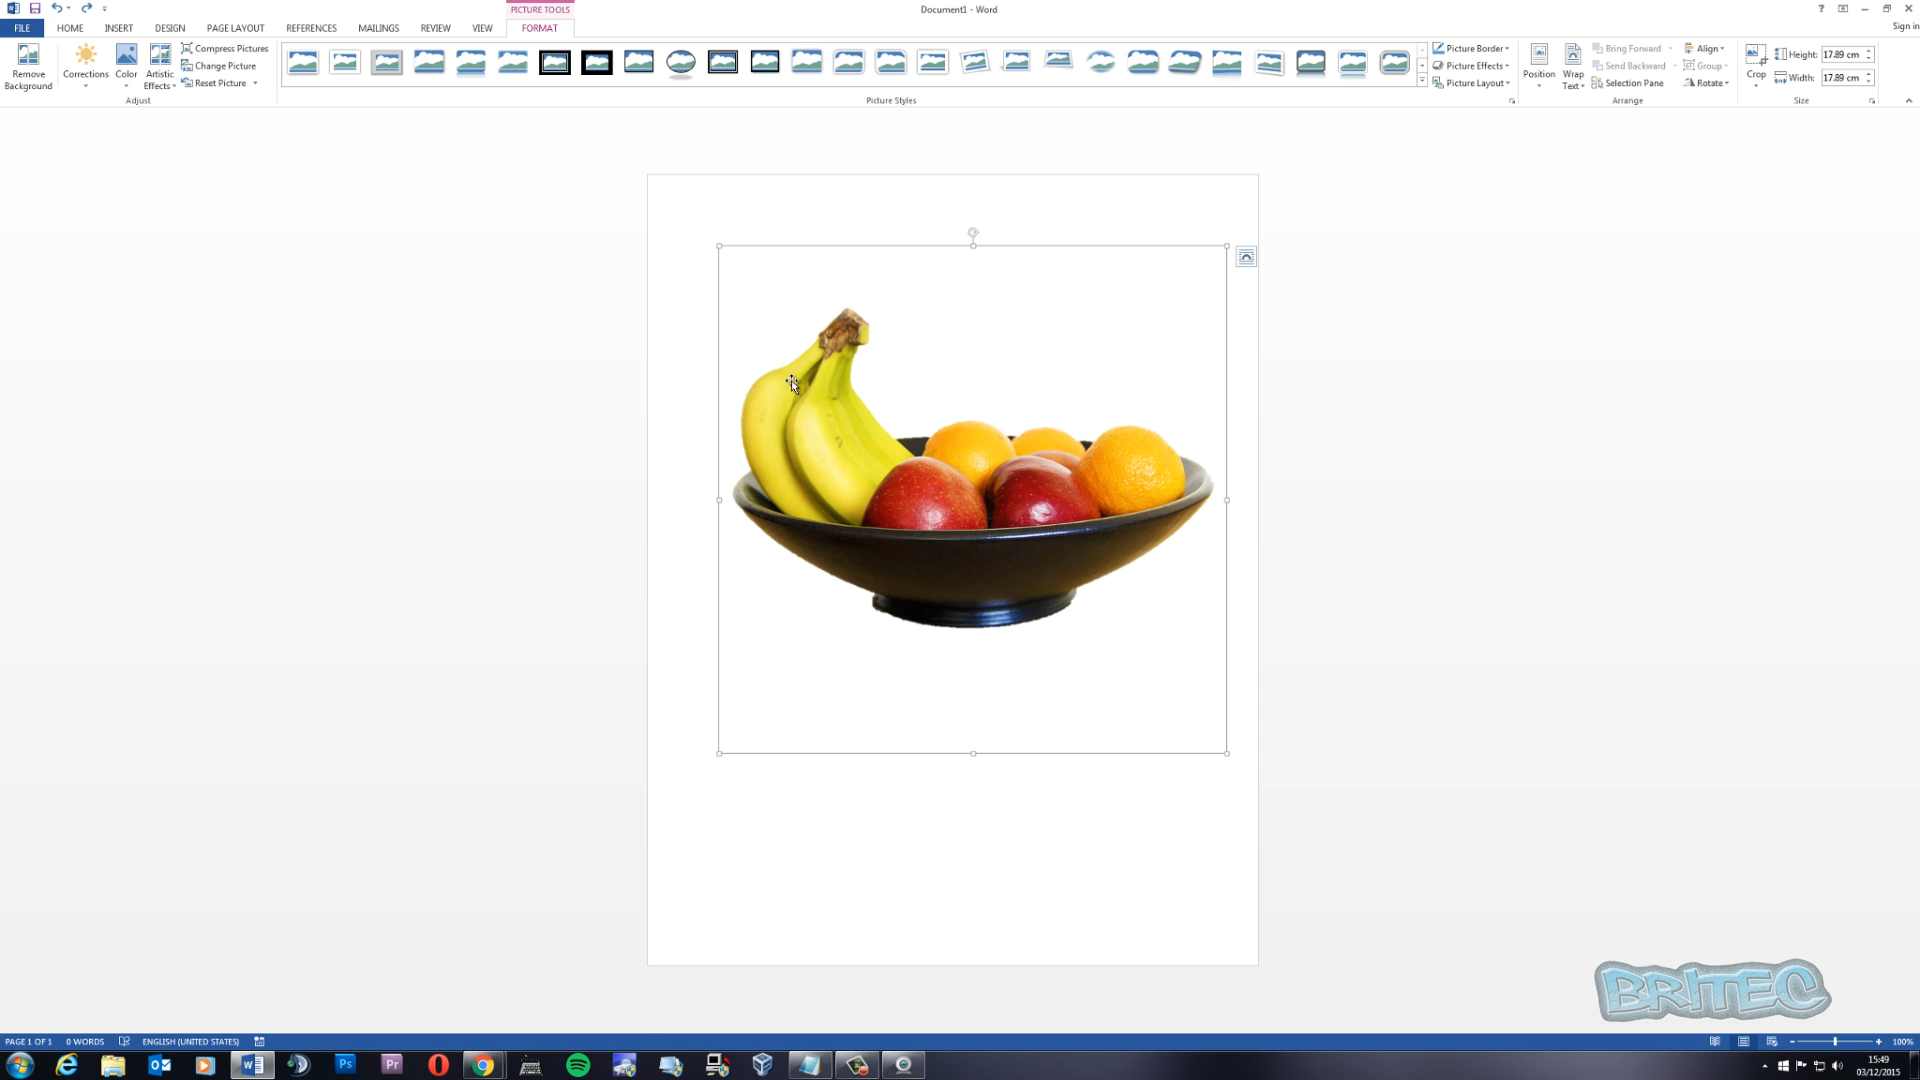 PICTURE TOOLS
Document1 - Word
?
Sign in
FILE
HOME
INSERT
DESIGN
PAGE LAYOUT
REFERENCES
MAILINGS
REVIEW
VIEW
FORMAT
Remove Background
Corrections
Color
Artistic Effects
Compress Pictures
Change Picture
Reset Picture
Adjust
Picture Styles
Picture Border
Picture Effects
Picture Layout
Position
Wrap Text
Bring Forward
Send Backward
Selection Pane
Align
Group
Rotate
Arrange
Crop
Height: 17.89 cm
Width: 17.89 cm
Size
BRITEC
PAGE 1 OF 1
0 WORDS
ENGLISH (UNITED STATES)
100%
Ps
Pr
15:49
03/12/2015